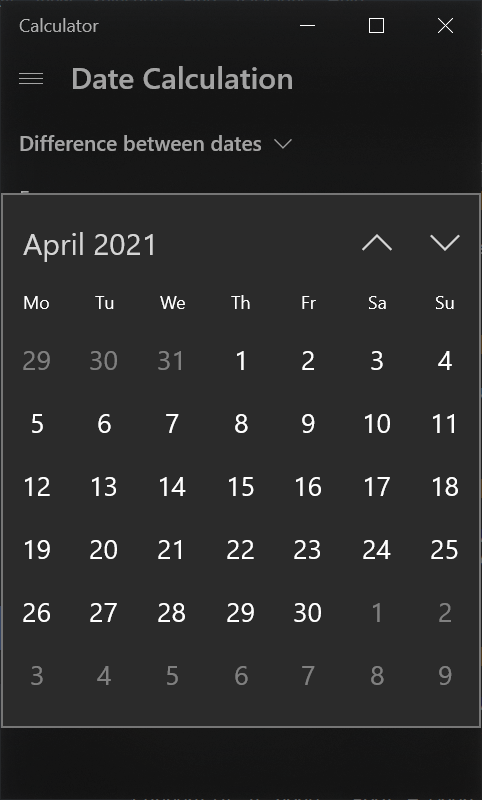 Calculator
Date Calculation
Difference between dates
April 2021
Mo Tu We Th Fr Sa Su
29 30 31 1 2 3 4
5 6 7 8 9 10 11
12 13 14 15 16 17 18
19 20 21 22 23 24 25
26 27 28 29 30 1 2
3 4 5 6 7 8 9